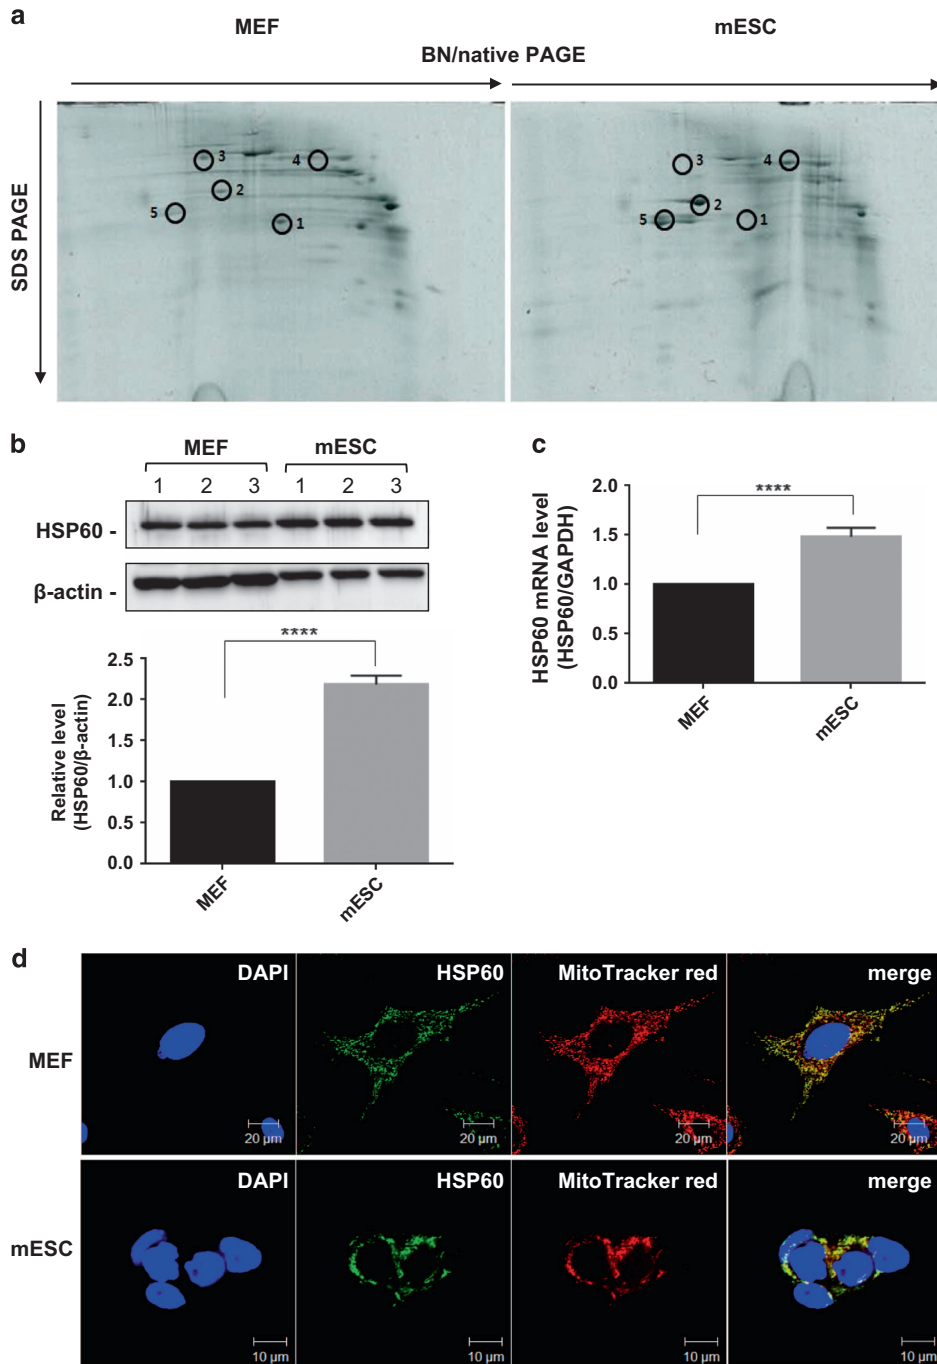 a
MEF
mESC
BN/native PAGE
SDS PAGE
3
4
2
5
1
3
4
2
5
1
b
MEF
mESC
1 2 3 1 2 3
HSP60 -
β-actin -
****
Relative level
(HSP60/β-actin)
2.5
2.0
1.5
1.0
0.5
0.0
MEF
mESC
c
****
HSP60 mRNA level
(HSP60/GAPDH)
2.0
1.5
1.0
0.5
0.0
MEF
mESC
d
DAPI
HSP60
MitoTracker red
merge
MEF
20 µm
20 µm
20 µm
20 µm
DAPI
HSP60
MitoTracker red
merge
mESC
10 µm
10 µm
10 µm
10 µm